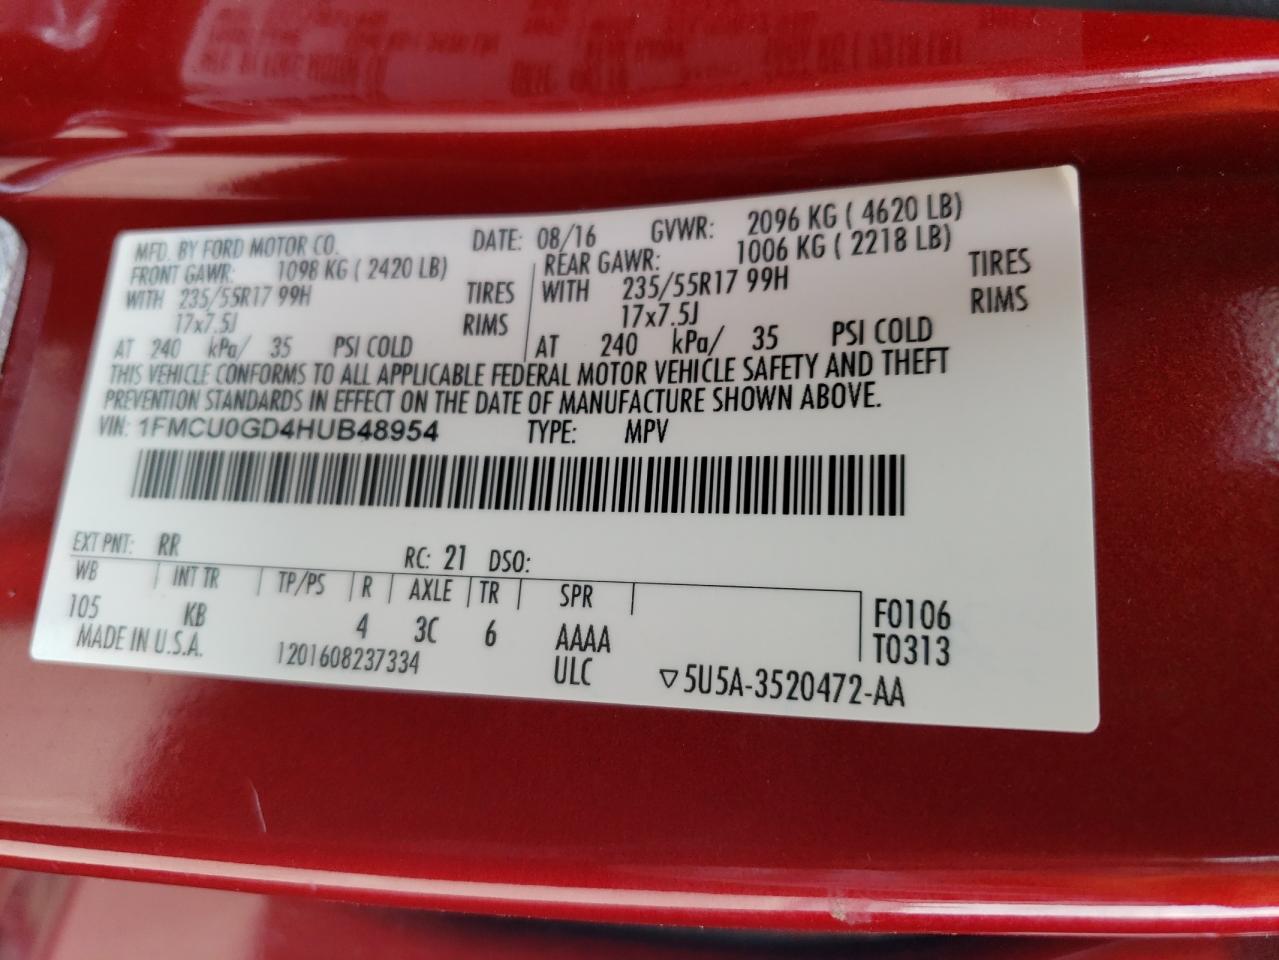 MFD. BY FORD MOTOR CO. DATE: 08/16 GVWR: 2096 KG ( 4620 LB)
FRONT GAWR: 1098 KG ( 2420 LB) REAR GAWR: 1006 KG ( 2218 LB)
WITH 235/55R17 99H TIRES WITH 235/55R17 99H TIRES
17x7.5J RIMS 17x7.5J RIMS
AT 240 kPa/ 35 PSI COLD AT 240 kPa/ 35 PSI COLD
THIS VEHICLE CONFORMS TO ALL APPLICABLE FEDERAL MOTOR VEHICLE SAFETY AND THEFT
PREVENTION STANDARDS IN EFFECT ON THE DATE OF MANUFACTURE SHOWN ABOVE.
VIN: 1FMCU0GD4HUB48954 TYPE: MPV
EXT PNT: RR RC: 21 DSO:
WB INT TR TP/PS R AXLE TR SPR
105 KB 4 3C 6 AAAA F0106
MADE IN U.S.A. 1201608237334 ULC T0313
▽5U5A-3520472-AA